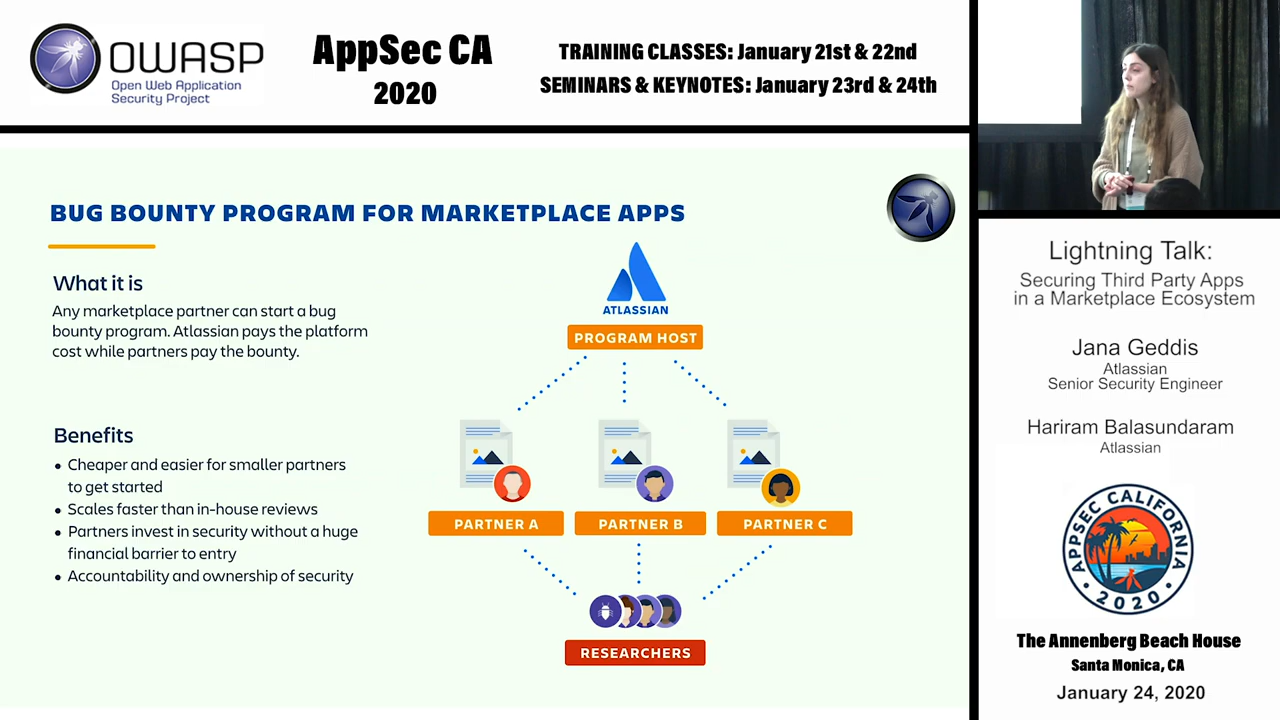 OWASP
Open Web Application
Security Project
AppSec CA
2020
TRAINING CLASSES: January 21st & 22nd
SEMINARS & KEYNOTES: January 23rd & 24th
BUG BOUNTY PROGRAM FOR MARKETPLACE APPS
What it is
Any marketplace partner can start a bug
bounty program. Atlassian pays the platform
cost while partners pay the bounty.
Benefits
• Cheaper and easier for smaller partners
to get started
• Scales faster than in-house reviews
• Partners invest in security without a huge
financial barrier to entry
• Accountability and ownership of security
ATLASSIAN
PROGRAM HOST
PARTNER A
PARTNER B
PARTNER C
RESEARCHERS
Lightning Talk:
Securing Third Party Apps
in a Marketplace Ecosystem
Jana Geddis
Atlassian
Senior Security Engineer
Hariram Balasundaram
Atlassian
APPSEC CALIFORNIA
• 2020 •
The Annenberg Beach House
Santa Monica, CA
January 24, 2020